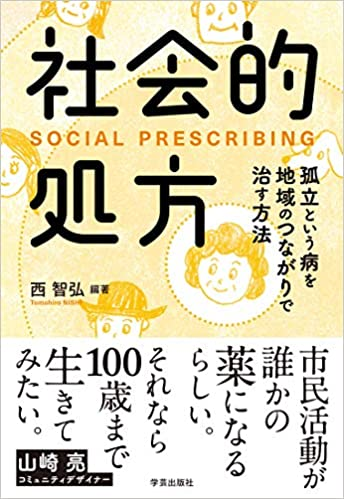 社会的
SOCIAL PRESCRIBING
処方
孤立という病を
地域のつながりで
治す方法
西 智弘 編著
Tomohiro NISHI
市民活動が
誰かの
薬になる
らしい。
それなら
100歳まで
生きて
みたい。
山崎 亮
コミュニティデザイナー
学芸出版社